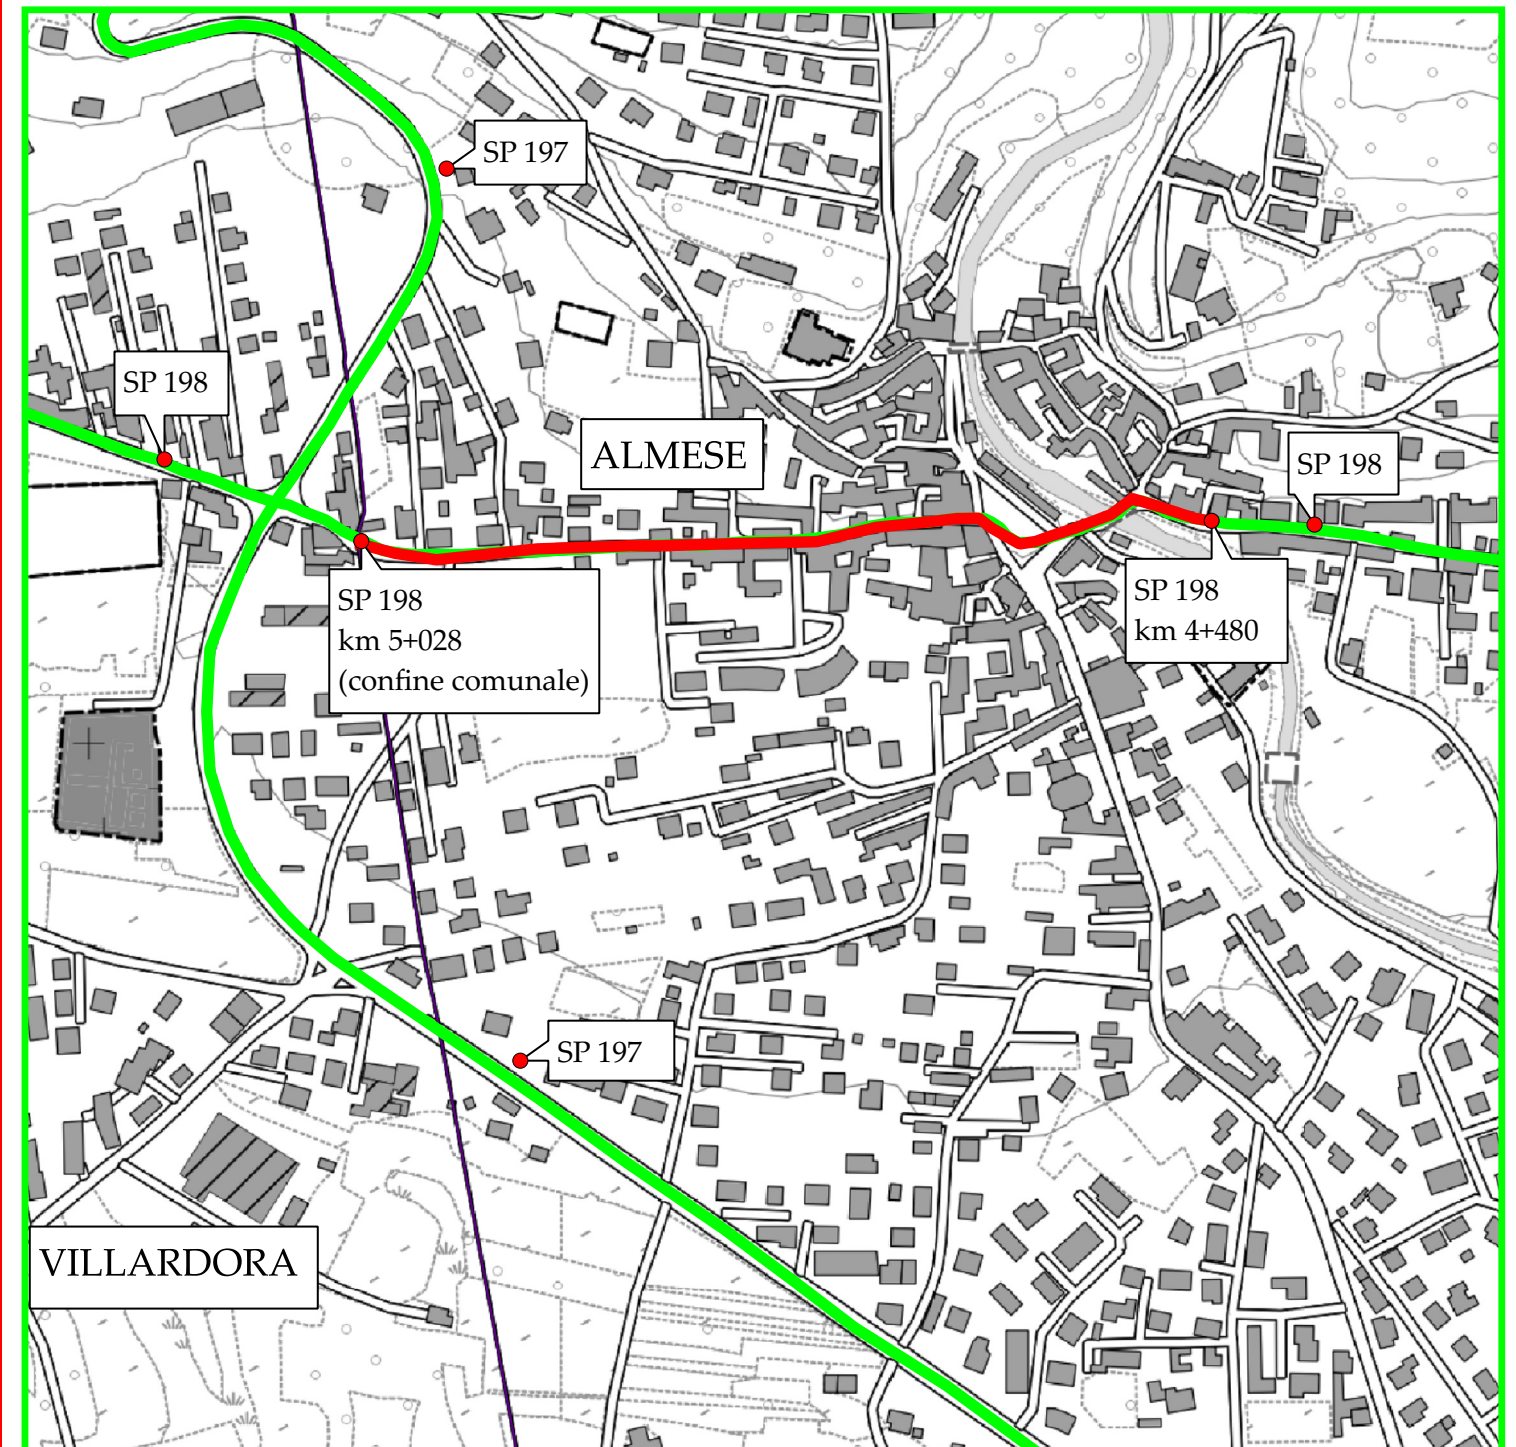 SP 197
SP 198
ALMESE
SP 198
SP 198
km 5+028
(confine comunale)
SP 198
km 4+480
SP 197
VILLARDORA